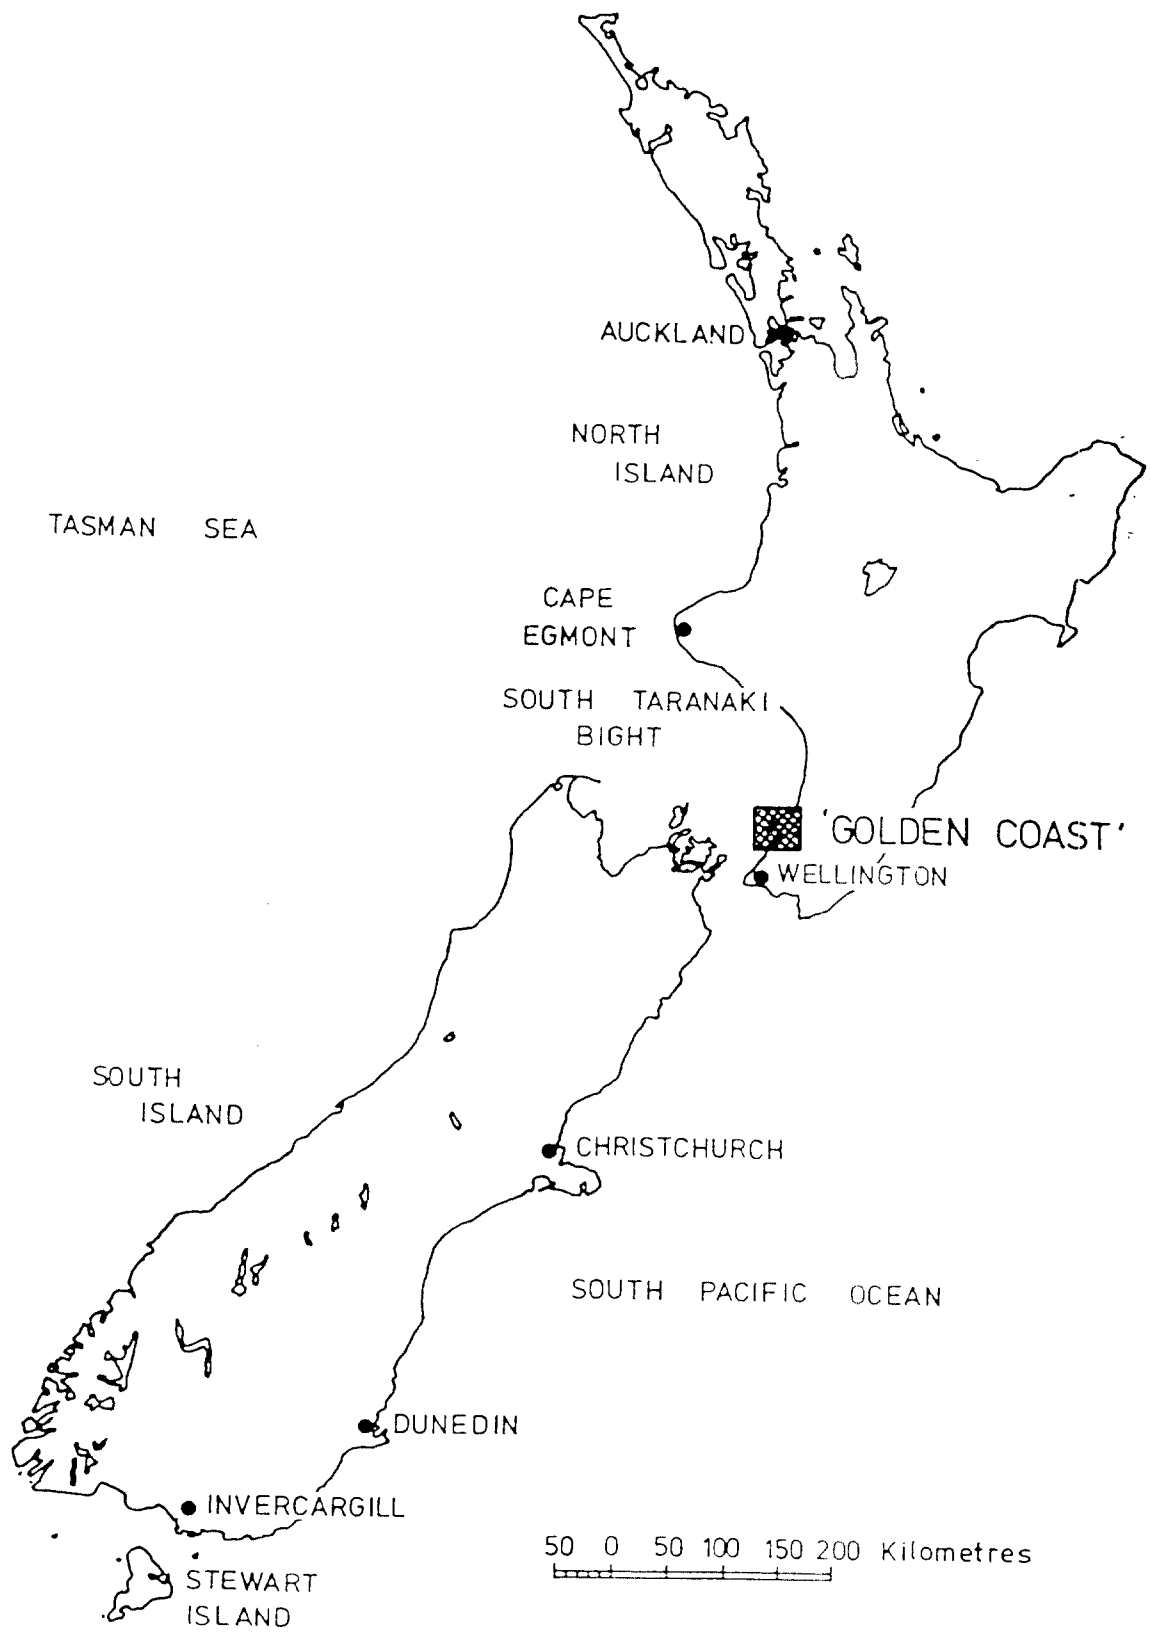 AUCKLAND
NORTH
ISLAND
TASMAN SEA
CAPE
EGMONT
SOUTH TARANAKI
BIGHT
'GOLDEN COAST'
WELLINGTON
SOUTH
ISLAND
CHRISTCHURCH
SOUTH PACIFIC OCEAN
DUNEDIN
INVERCARGILL
50 0 50 100 150 200 Kilometres
STEWART
ISLAND